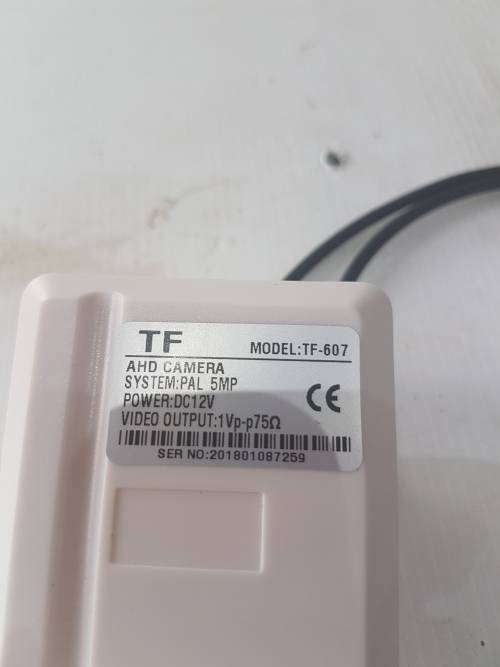 TF
MODEL:TF-607
AHD CAMERA
SYSTEM:PAL 5MP
POWER:DC12V
CE
VIDEO OUTPUT:1Vp-p75Ω
SER NO:201801087259